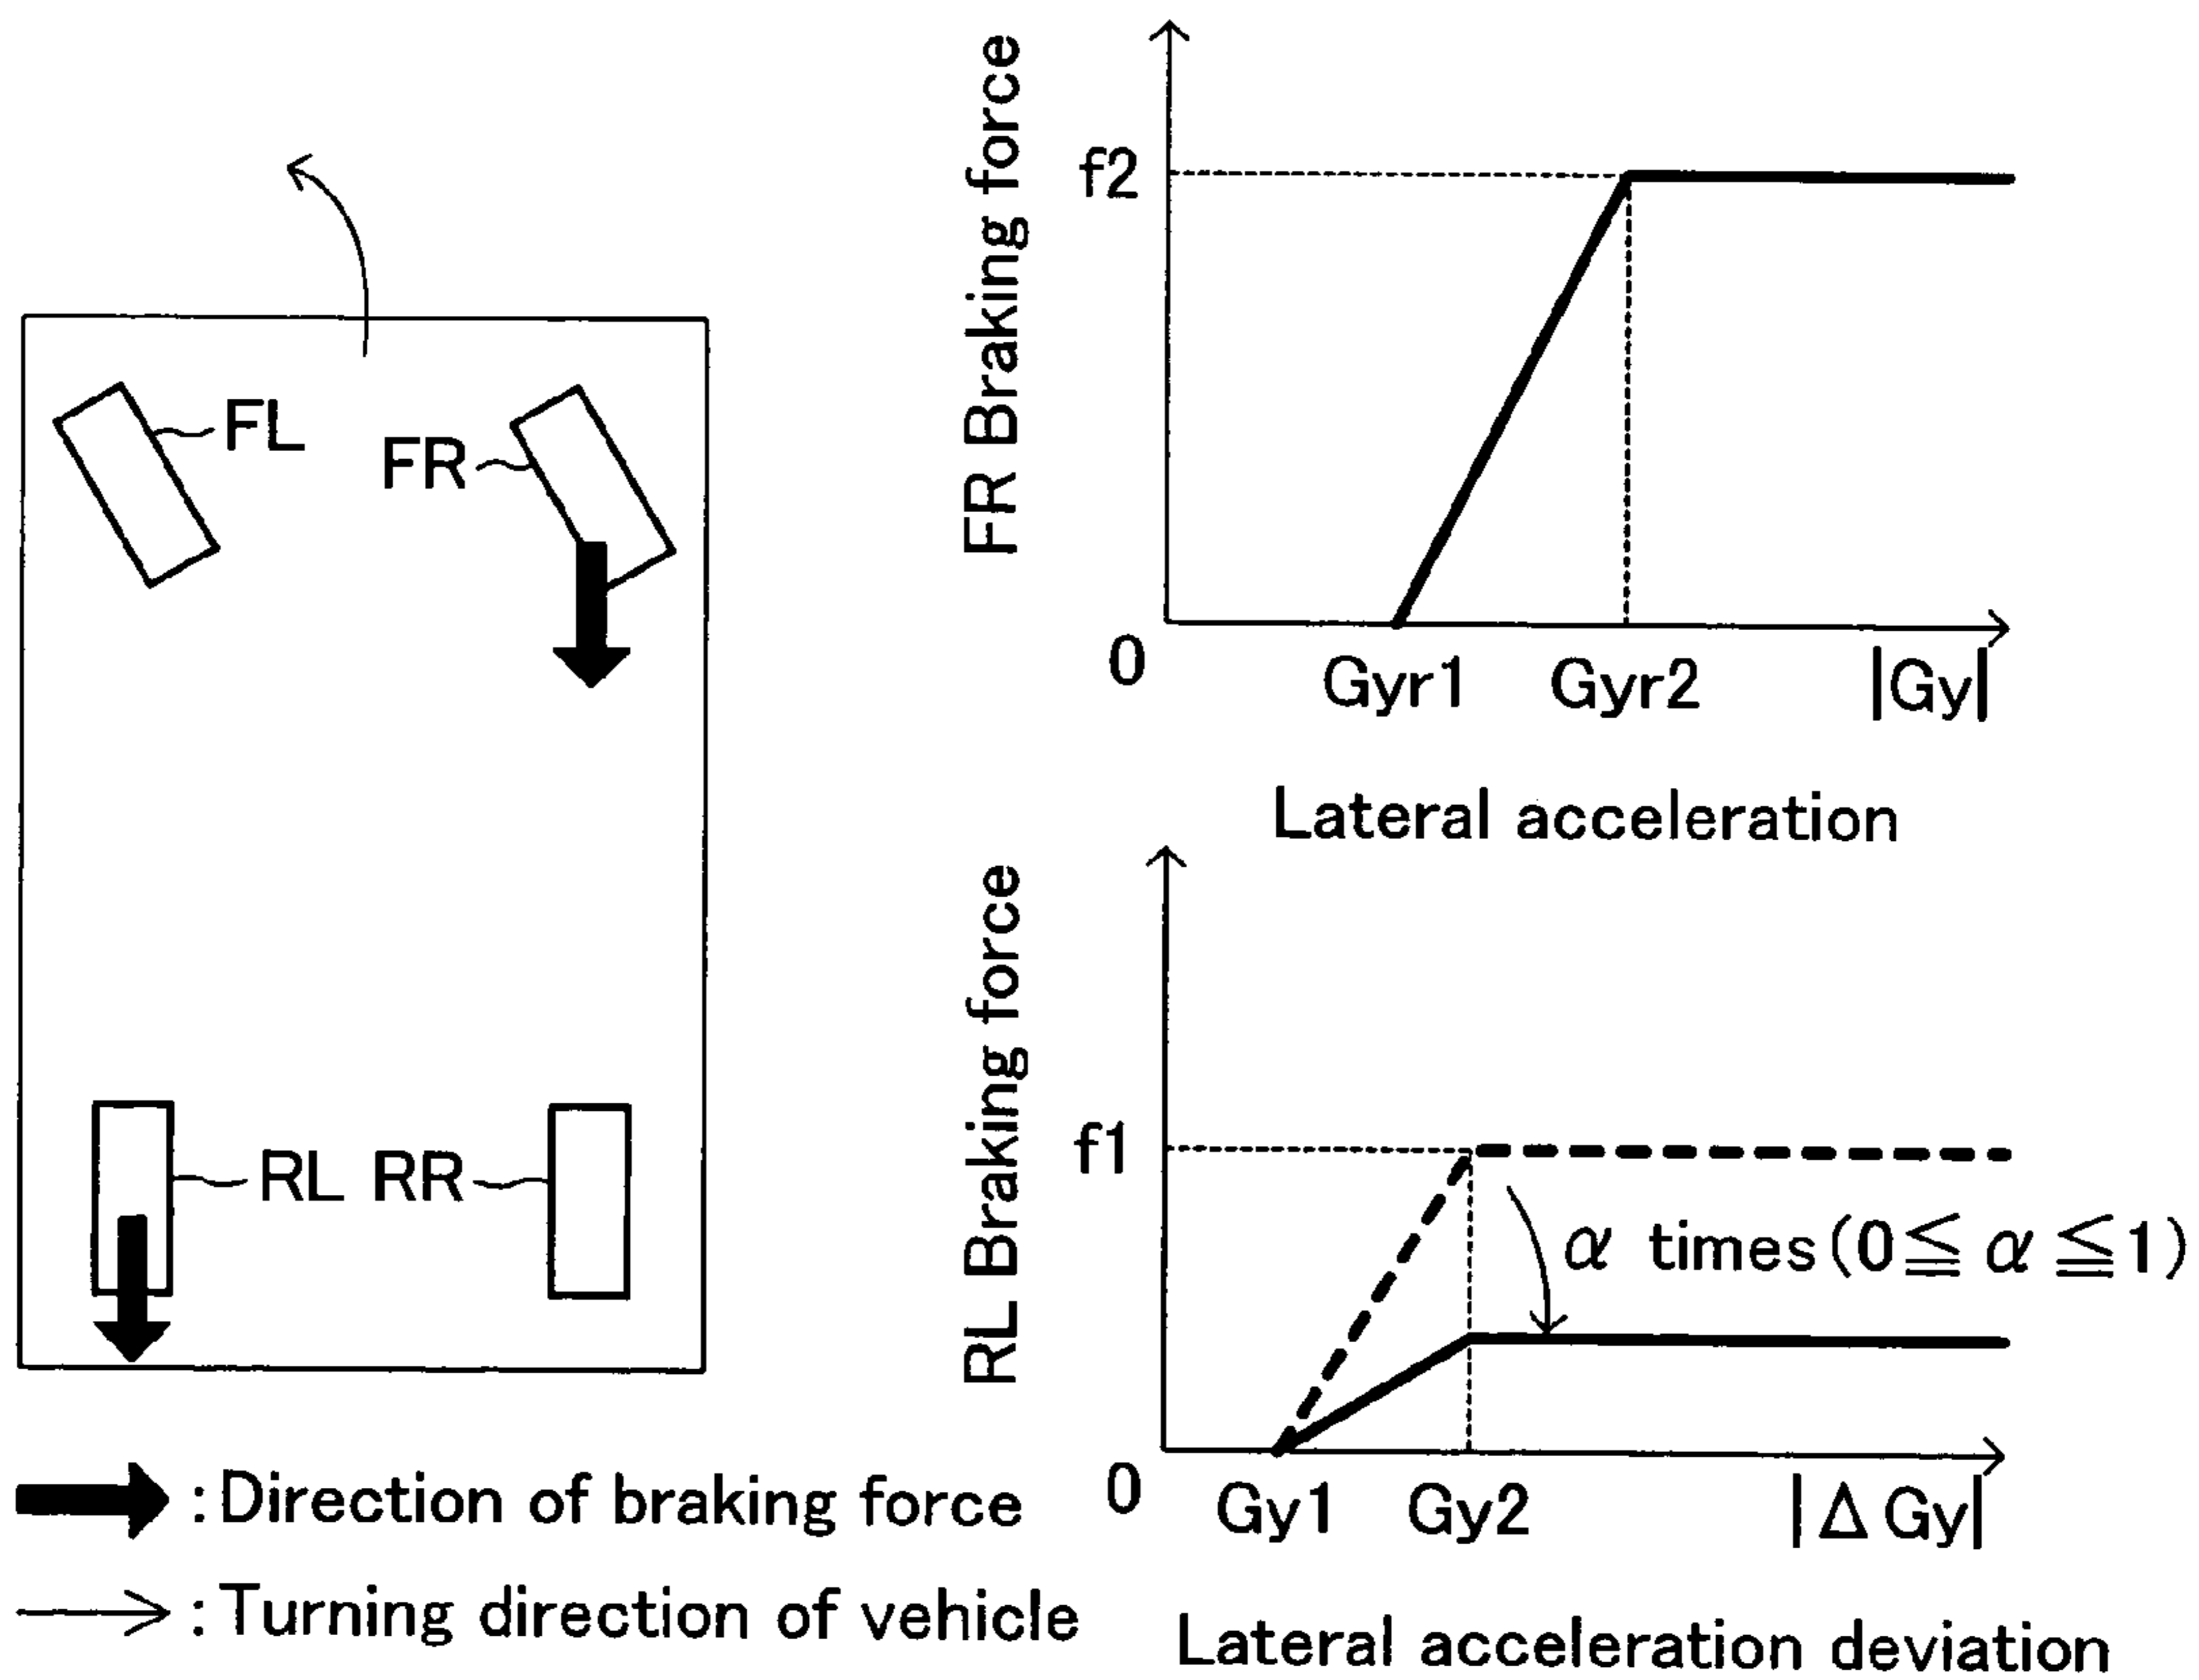 FL
FR
RL
RR
:Direction of braking force
:Turning direction of vehicle
FR Braking force
f2
0
Gyr1
Gyr2
|Gy|
Lateral acceleration
RL Braking force
f1
α times(0≦ α ≦1)
0
Gy1
Gy2
|Δ Gy|
Lateral acceleration deviation